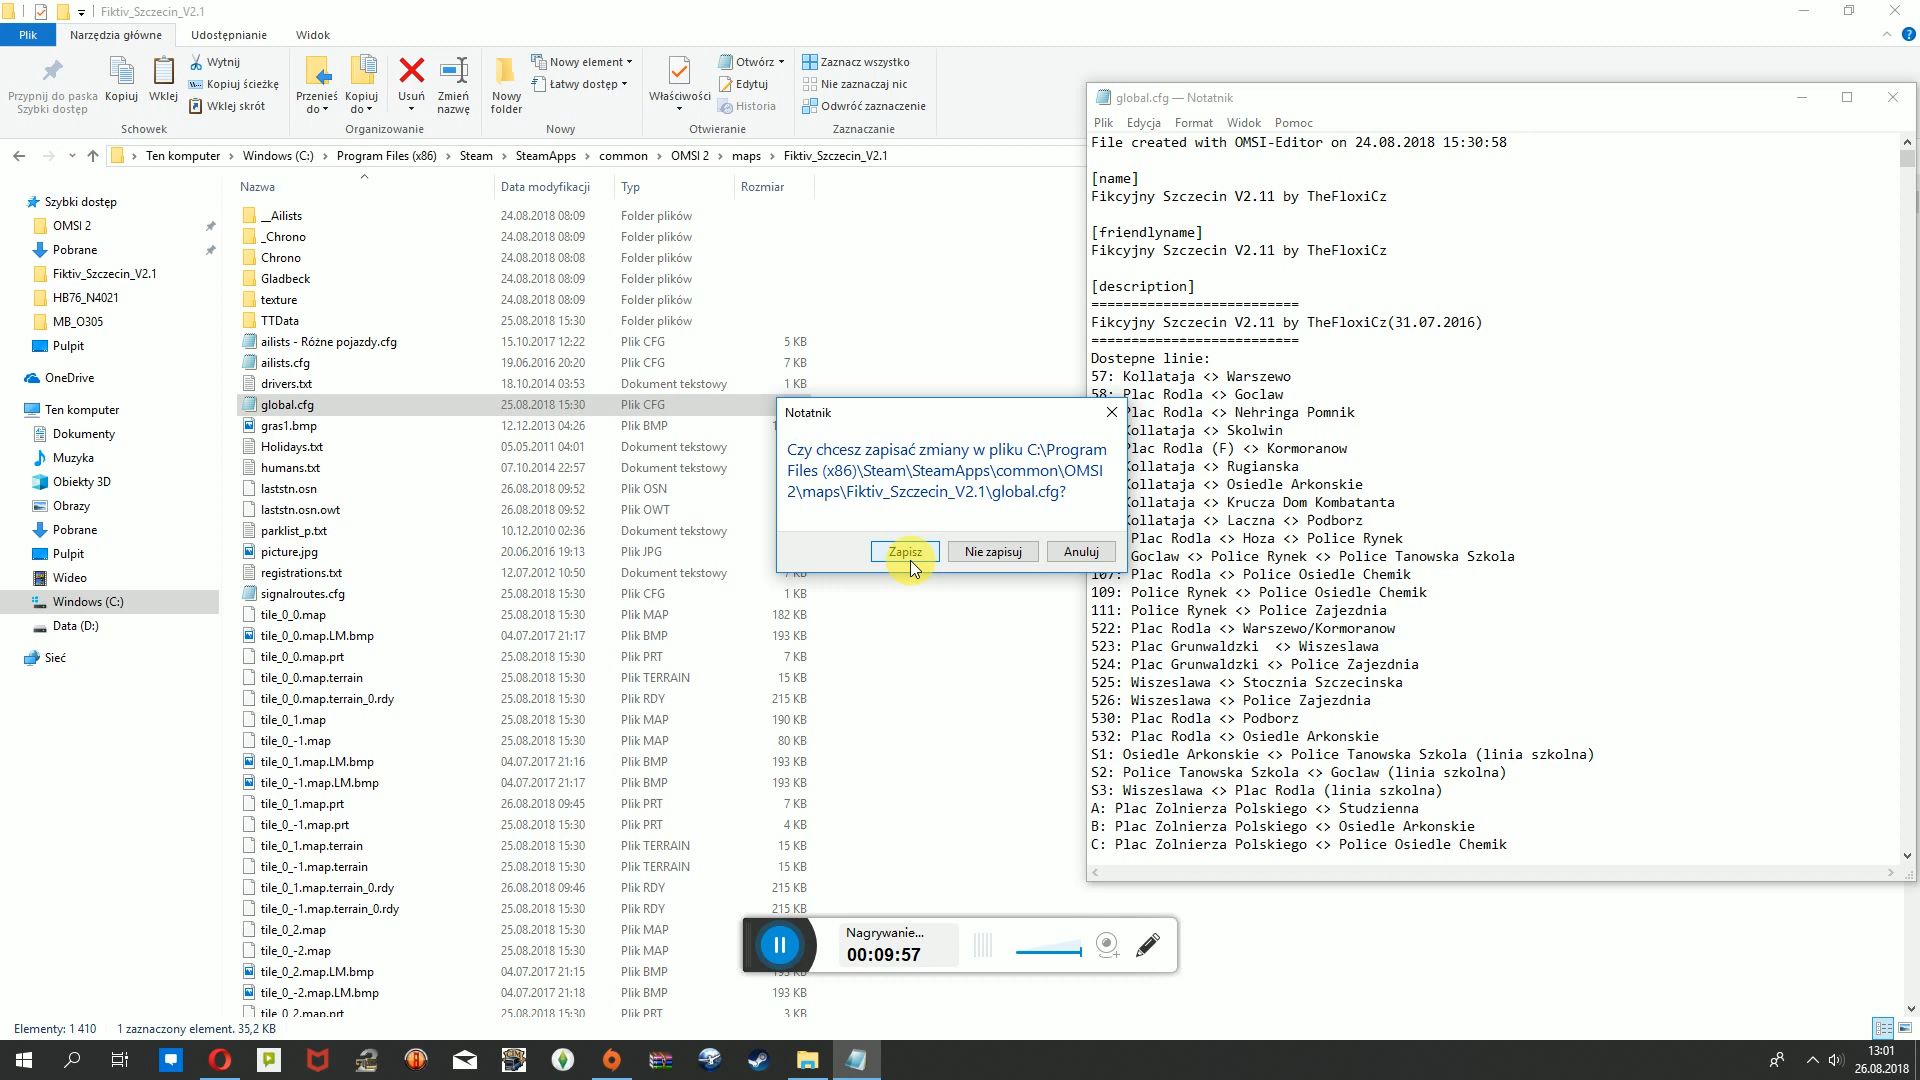 Fiktiv_Szczecin_V2.1
Plik Narzędzia główne Udostępnianie Widok
Przypnij do paska Szybki dostęp
Kopiuj
Wklej
Wytnij
Kopiuj ścieżkę
Wklej skrót
Schowek
Przenieś do
Kopiuj do
Usuń
Zmień nazwę
Organizowanie
Nowy folder
Nowy element
Łatwy dostęp
Nowy
Właściwości
Otwórz
Edytuj
Historia
Otwieranie
Zaznacz wszystko
Nie zaznaczaj nic
Odwróć zaznaczenie
Zaznaczanie
Ten komputer Windows (C:) Program Files (x86) Steam SteamApps common OMSI 2 maps Fiktiv_Szczecin_V2.1
Szybki dostęp
OMSI 2
Pobrane
Fiktiv_Szczecin_V2.1
HB76_N4021
MB_O305
Pulpit
OneDrive
Ten komputer
Dokumenty
Muzyka
Obiekty 3D
Obrazy
Pobrane
Pulpit
Wideo
Windows (C:)
Data (D:)
Sieć
Nazwa Data modyfikacji Typ Rozmiar
__Ailists 24.08.2018 08:09 Folder plików
_Chrono 24.08.2018 08:09 Folder plików
Chrono 24.08.2018 08:08 Folder plików
Gladbeck 24.08.2018 08:09 Folder plików
texture 24.08.2018 08:09 Folder plików
TTData 25.08.2018 15:30 Folder plików
ailists - Różne pojazdy.cfg 15.10.2017 12:22 Plik CFG 5 KB
ailists.cfg 19.06.2016 20:20 Plik CFG 7 KB
drivers.txt 18.10.2014 03:53 Dokument tekstowy 1 KB
global.cfg 25.08.2018 15:30 Plik CFG
gras1.bmp 12.12.2013 04:26 Plik BMP
Holidays.txt 05.05.2011 04:01 Dokument tekstowy
humans.txt 07.10.2014 22:57 Dokument tekstowy
laststn.osn 26.08.2018 09:52 Plik OSN
laststn.osn.owt 26.08.2018 09:52 Plik OWT
parklist_p.txt 10.12.2010 02:36 Dokument tekstowy
picture.jpg 20.06.2016 19:13 Plik JPG
registrations.txt 12.07.2012 10:50 Dokument tekstowy 7 KB
signalroutes.cfg 25.08.2018 15:30 Plik CFG 1 KB
tile_0_0.map 25.08.2018 15:30 Plik MAP 182 KB
tile_0_0.map.LM.bmp 04.07.2017 21:17 Plik BMP 193 KB
tile_0_0.map.prt 25.08.2018 15:30 Plik PRT 7 KB
tile_0_0.map.terrain 25.08.2018 15:30 Plik TERRAIN 15 KB
tile_0_0.map.terrain_0.rdy 25.08.2018 15:30 Plik RDY 215 KB
tile_0_1.map 25.08.2018 15:30 Plik MAP 190 KB
tile_0_-1.map 25.08.2018 15:30 Plik MAP 80 KB
tile_0_1.map.LM.bmp 04.07.2017 21:16 Plik BMP 193 KB
tile_0_-1.map.LM.bmp 04.07.2017 21:17 Plik BMP 193 KB
tile_0_1.map.prt 26.08.2018 09:45 Plik PRT 7 KB
tile_0_-1.map.prt 25.08.2018 15:30 Plik PRT 4 KB
tile_0_1.map.terrain 25.08.2018 15:30 Plik TERRAIN 15 KB
tile_0_-1.map.terrain 25.08.2018 15:30 Plik TERRAIN 15 KB
tile_0_1.map.terrain_0.rdy 26.08.2018 09:46 Plik RDY 215 KB
tile_0_-1.map.terrain_0.rdy 25.08.2018 15:30 Plik RDY 215 KB
tile_0_2.map 25.08.2018 15:30 Plik MAP
tile_0_-2.map 25.08.2018 15:30 Plik MAP
tile_0_2.map.LM.bmp 04.07.2017 21:15 Plik BMP 193 KB
tile_0_-2.map.LM.bmp 04.07.2017 21:18 Plik BMP 193 KB
tile_0_2.map.prt 25.08.2018 15:30 Plik PRT 3 KB
Elementy: 1 410 1 zaznaczony element. 35,2 KB
Notatnik
Czy chcesz zapisać zmiany w pliku C:\Program
Files (x86)\Steam\SteamApps\common\OMSI
2\maps\Fiktiv_Szczecin_V2.1\global.cfg?
Zapisz Nie zapisuj Anuluj
global.cfg — Notatnik
Plik Edycja Format Widok Pomoc
File created with OMSI-Editor on 24.08.2018 15:30:58
[name]
Fikcyjny Szczecin V2.11 by TheFloxiCz
[friendlyname]
Fikcyjny Szczecin V2.11 by TheFloxiCz
[description]
==========================
Fikcyjny Szczecin V2.11 by TheFloxiCz(31.07.2016)
==========================
Dostepne linie:
57: Kollataja <> Warszewo
58: Plac Rodla <> Goclaw
Plac Rodla <> Nehringa Pomnik
Kollataja <> Skolwin
Plac Rodla (F) <> Kormoranow
Kollataja <> Rugianska
Kollataja <> Osiedle Arkonskie
Kollataja <> Krucza Dom Kombatanta
Kollataja <> Laczna <> Podborz
Plac Rodla <> Hoza <> Police Rynek
Goclaw <> Police Rynek <> Police Tanowska Szkola
107: Plac Rodla <> Police Osiedle Chemik
109: Police Rynek <> Police Osiedle Chemik
111: Police Rynek <> Police Zajezdnia
522: Plac Rodla <> Warszewo/Kormoranow
523: Plac Grunwaldzki  <> Wiszeslawa
524: Plac Grunwaldzki <> Police Zajezdnia
525: Wiszeslawa <> Stocznia Szczecinska
526: Wiszeslawa <> Police Zajezdnia
530: Plac Rodla <> Podborz
532: Plac Rodla <> Osiedle Arkonskie
S1: Osiedle Arkonskie <> Police Tanowska Szkola (linia szkolna)
S2: Police Tanowska Szkola <> Goclaw (linia szkolna)
S3: Wiszeslawa <> Plac Rodla (linia szkolna)
A: Plac Zolnierza Polskiego <> Studzienna
B: Plac Zolnierza Polskiego <> Osiedle Arkonskie
C: Plac Zolnierza Polskiego <> Police Osiedle Chemik
Nagrywanie...
00:09:57
13:01
26.08.2018